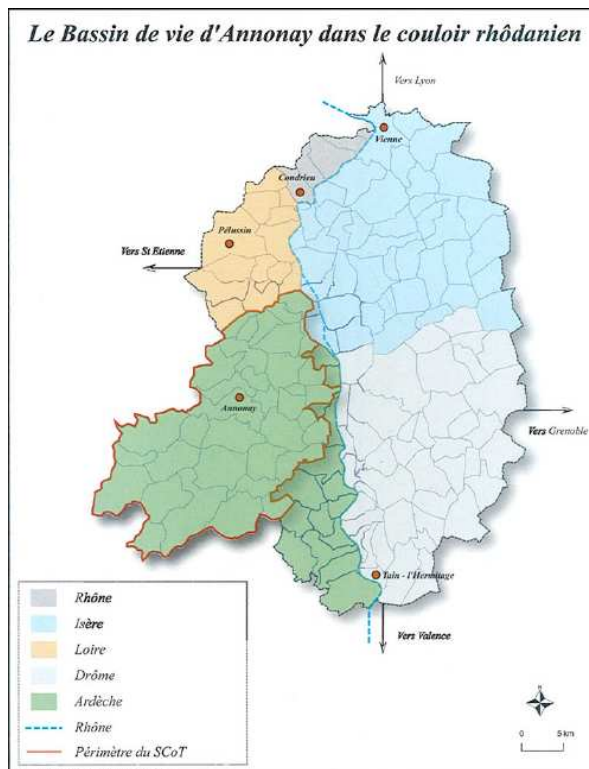 Le Bassin de vie d'Annonay dans le couloir rhôdanien
Vers Lyon
Vienne
Condrieu
Pélussin
Vers St Etienne
Annonay
Vers Grenoble
Tain - l'Hermitage
Vers Valence
Rhône
Isère
Loire
Drôme
Ardèche
Rhône
Périmètre du SCoT
0 5 km